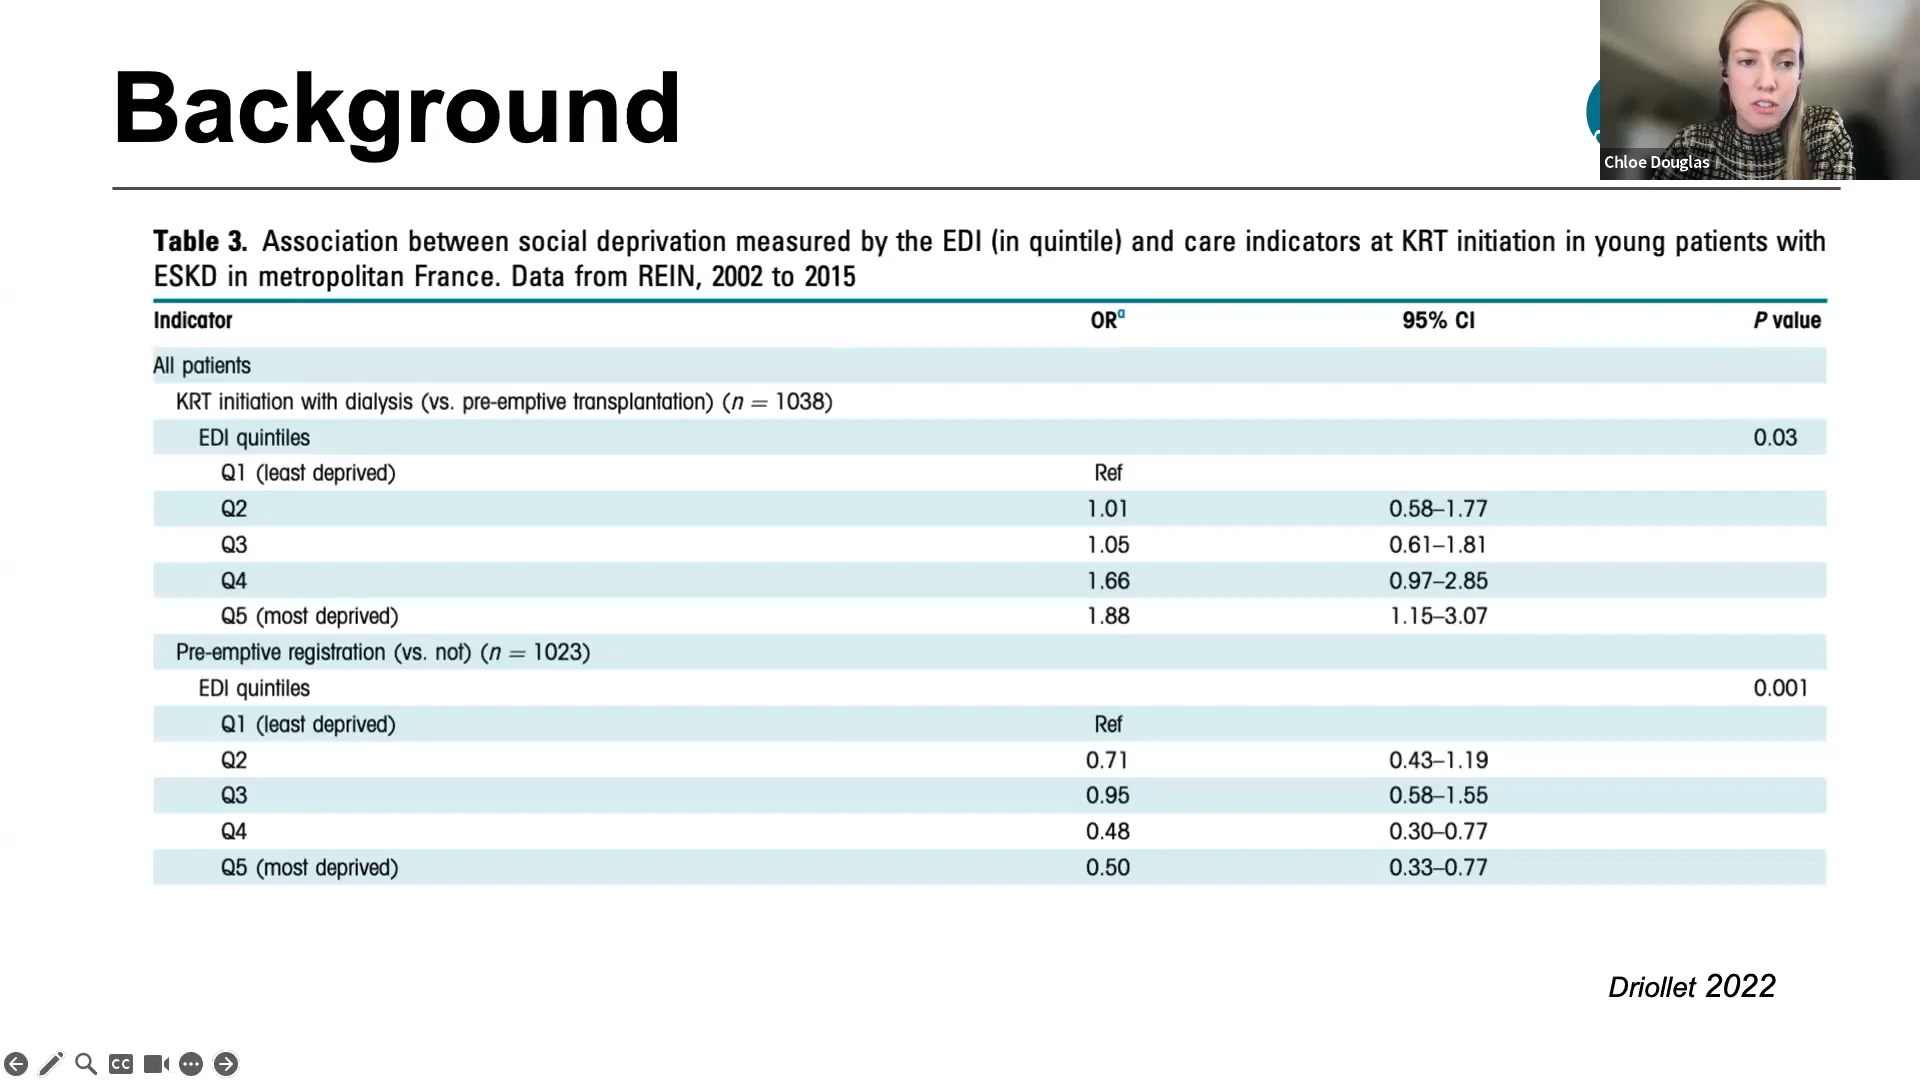 Background
Chloe Douglas
Table 3. Association between social deprivation measured by the EDI (in quintile) and care indicators at KRT initiation in young patients with
ESKD in metropolitan France. Data from REIN, 2002 to 2015
Indicator ORᵃ 95% CI P value
All patients
KRT initiation with dialysis (vs. pre-emptive transplantation) (n = 1038)
EDI quintiles 0.03
Q1 (least deprived) Ref
Q2 1.01 0.58–1.77
Q3 1.05 0.61–1.81
Q4 1.66 0.97–2.85
Q5 (most deprived) 1.88 1.15–3.07
Pre-emptive registration (vs. not) (n = 1023)
EDI quintiles 0.001
Q1 (least deprived) Ref
Q2 0.71 0.43–1.19
Q3 0.95 0.58–1.55
Q4 0.48 0.30–0.77
Q5 (most deprived) 0.50 0.33–0.77
Driollet 2022
CC